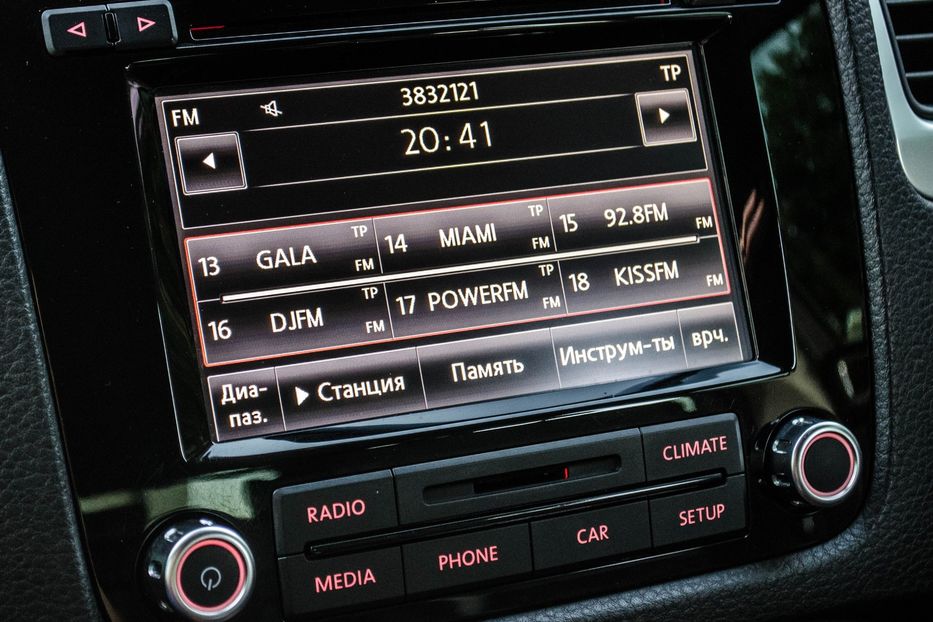 FM 3832121 TP
20:41
13 GALA TP FM 14 MIAMI TP FM 15 92.8FM FM
16 DJFM TP FM 17 POWERFM TP FM 18 KISSFM FM
Диа-
паз.
Станция Память Инструм-ты врч.
RADIO CLIMATE
MEDIA PHONE CAR SETUP